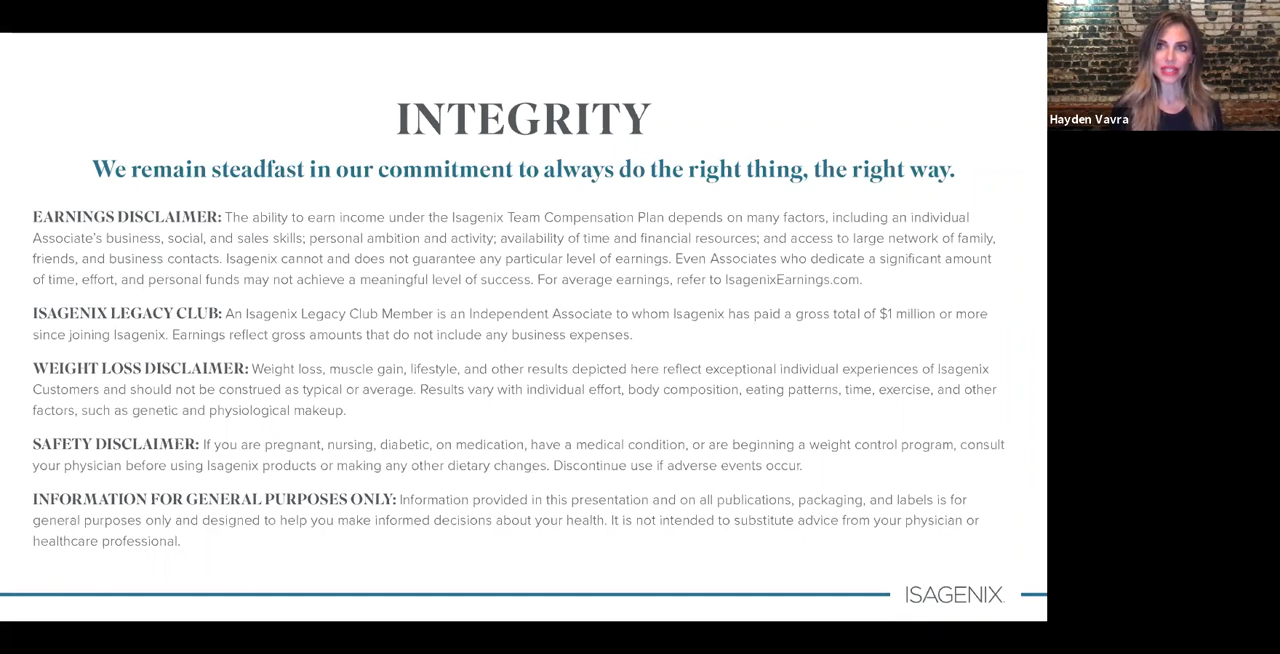 INTEGRITY
We remain steadfast in our commitment to always do the right thing, the right way.
EARNINGS DISCLAIMER: The ability to earn income under the Isagenix Team Compensation Plan depends on many factors, including an individual
Associate's business, social, and sales skills; personal ambition and activity; availability of time and financial resources; and access to large network of family,
friends, and business contacts. Isagenix cannot and does not guarantee any particular level of earnings. Even Associates who dedicate a significant amount
of time, effort, and personal funds may not achieve a meaningful level of success. For average earnings, refer to IsagenixEarnings.com.
ISAGENIX LEGACY CLUB: An Isagenix Legacy Club Member is an Independent Associate to whom Isagenix has paid a gross total of $1 million or more
since joining Isagenix. Earnings reflect gross amounts that do not include any business expenses.
WEIGHT LOSS DISCLAIMER: Weight loss, muscle gain, lifestyle, and other results depicted here reflect exceptional individual experiences of Isagenix
Customers and should not be construed as typical or average. Results vary with individual effort, body composition, eating patterns, time, exercise, and other
factors, such as genetic and physiological makeup.
SAFETY DISCLAIMER: If you are pregnant, nursing, diabetic, on medication, have a medical condition, or are beginning a weight control program, consult
your physician before using Isagenix products or making any other dietary changes. Discontinue use if adverse events occur.
INFORMATION FOR GENERAL PURPOSES ONLY: Information provided in this presentation and on all publications, packaging, and labels is for
general purposes only and designed to help you make informed decisions about your health. It is not intended to substitute advice from your physician or
healthcare professional.
ISAGENIX
Hayden Vavra